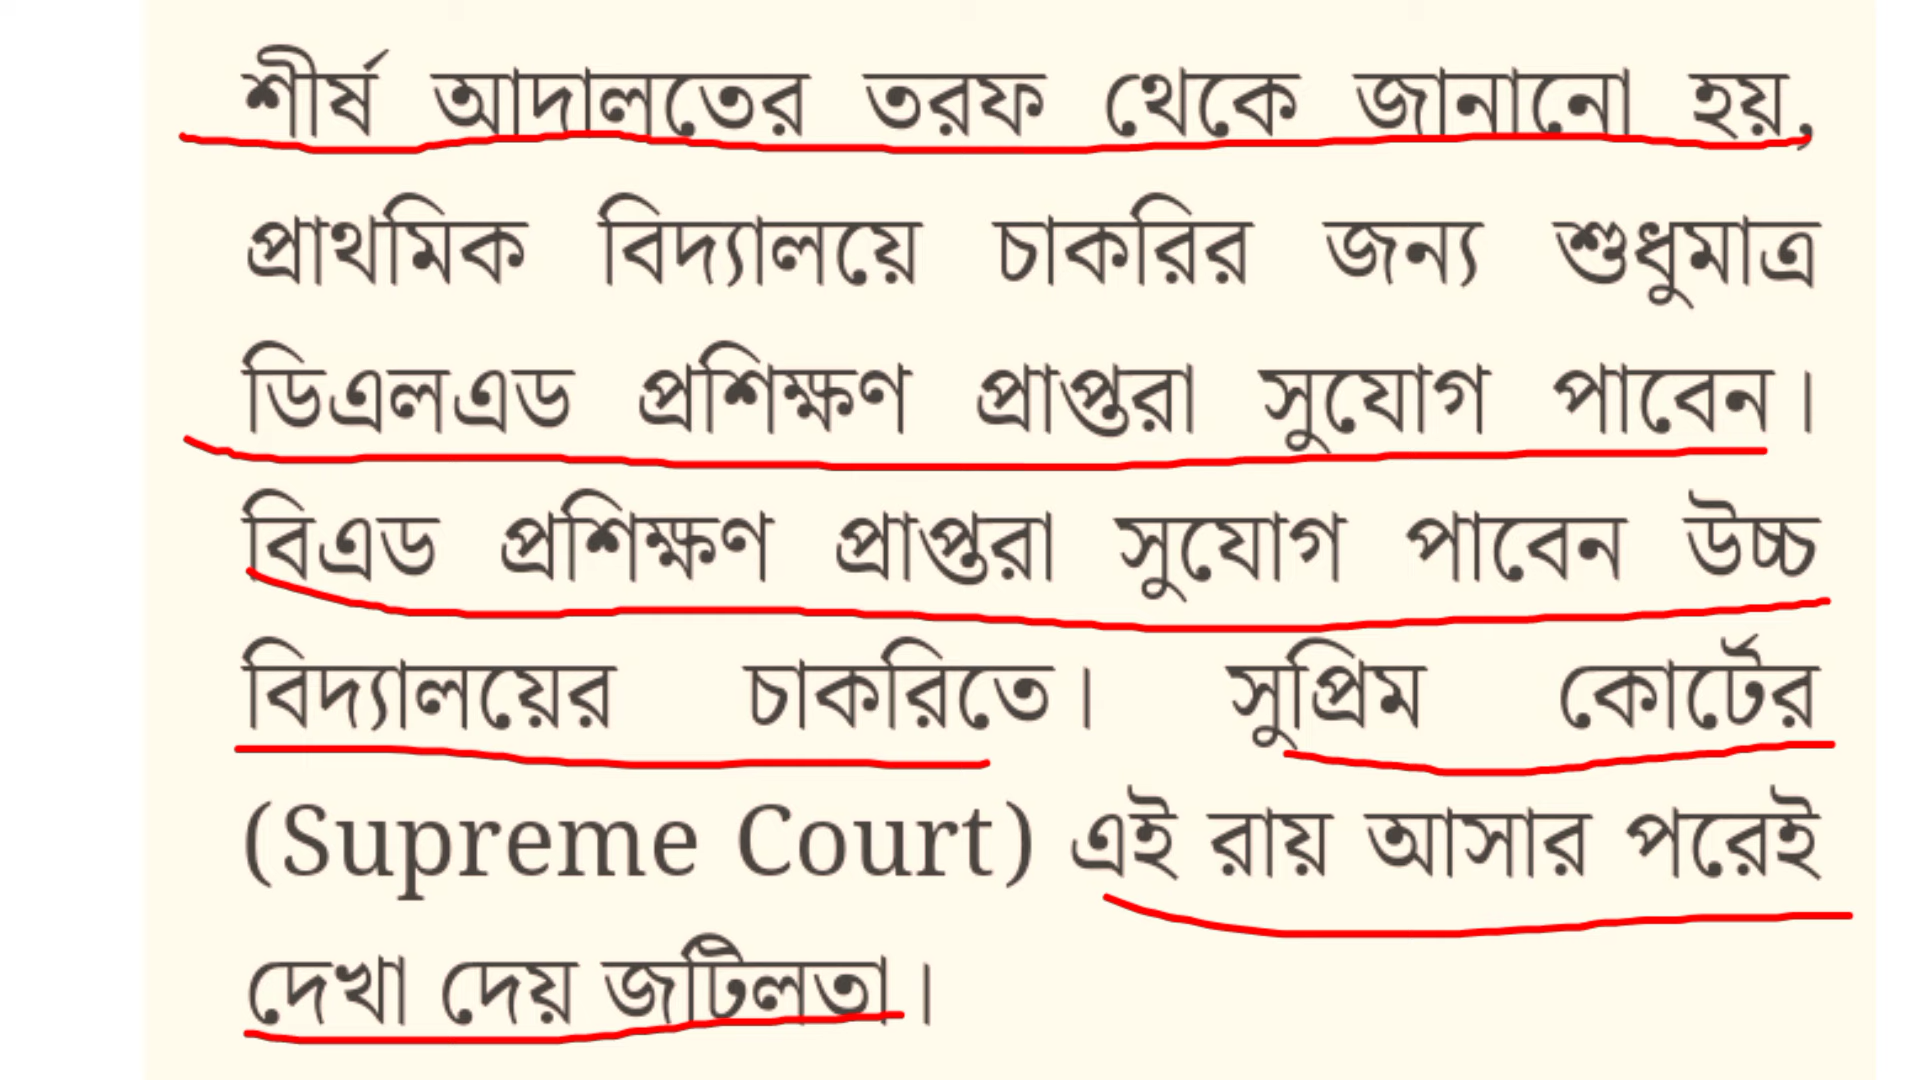 শীর্ষ আদালতের তরফ থেকে জানানো হয়,
প্রাথমিক বিদ্যালয়ে চাকরির জন্য শুধুমাত্র
ডিএলএড প্রশিক্ষণ প্রাপ্তরা সুযোগ পাবেন।
বিএড প্রশিক্ষণ প্রাপ্তরা সুযোগ পাবেন উচ্চ
বিদ্যালয়ের চাকরিতে। সুপ্রিম কোর্টের
(Supreme Court) এই রায় আসার পরেই
দেখা দেয় জটিলতা।